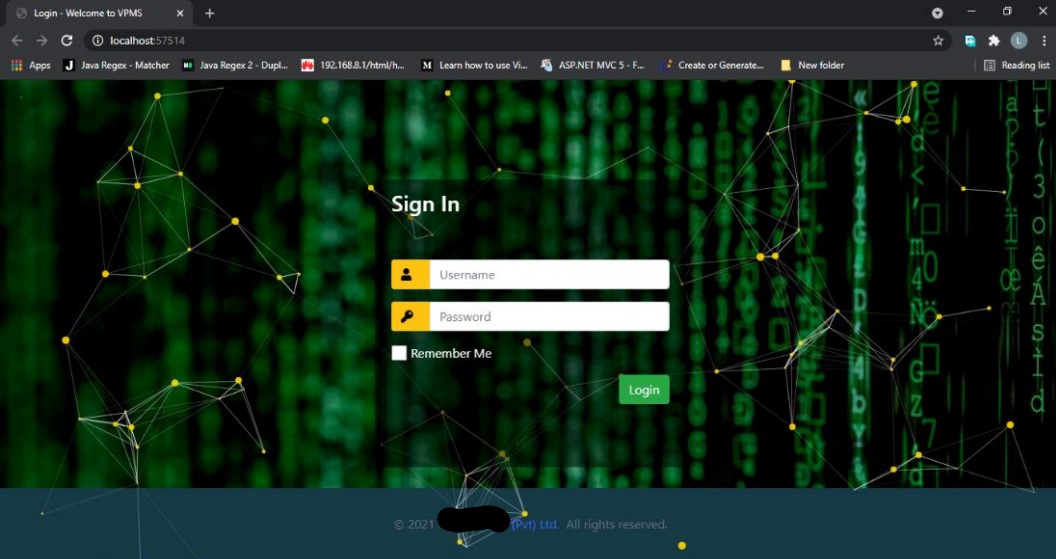 Login - Welcome to VPMS
localhost:57514
Apps Java Regex - Matcher Java Regex 2 - Dupl... 192.168.8.1/html/h... Learn how to use Vi... ASP.NET MVC 5 - F... Create or Generate... New folder Reading list
L
Sign In
Username
Password
Remember Me
Login
© 2021 (Pvt) Ltd. All rights reserved.